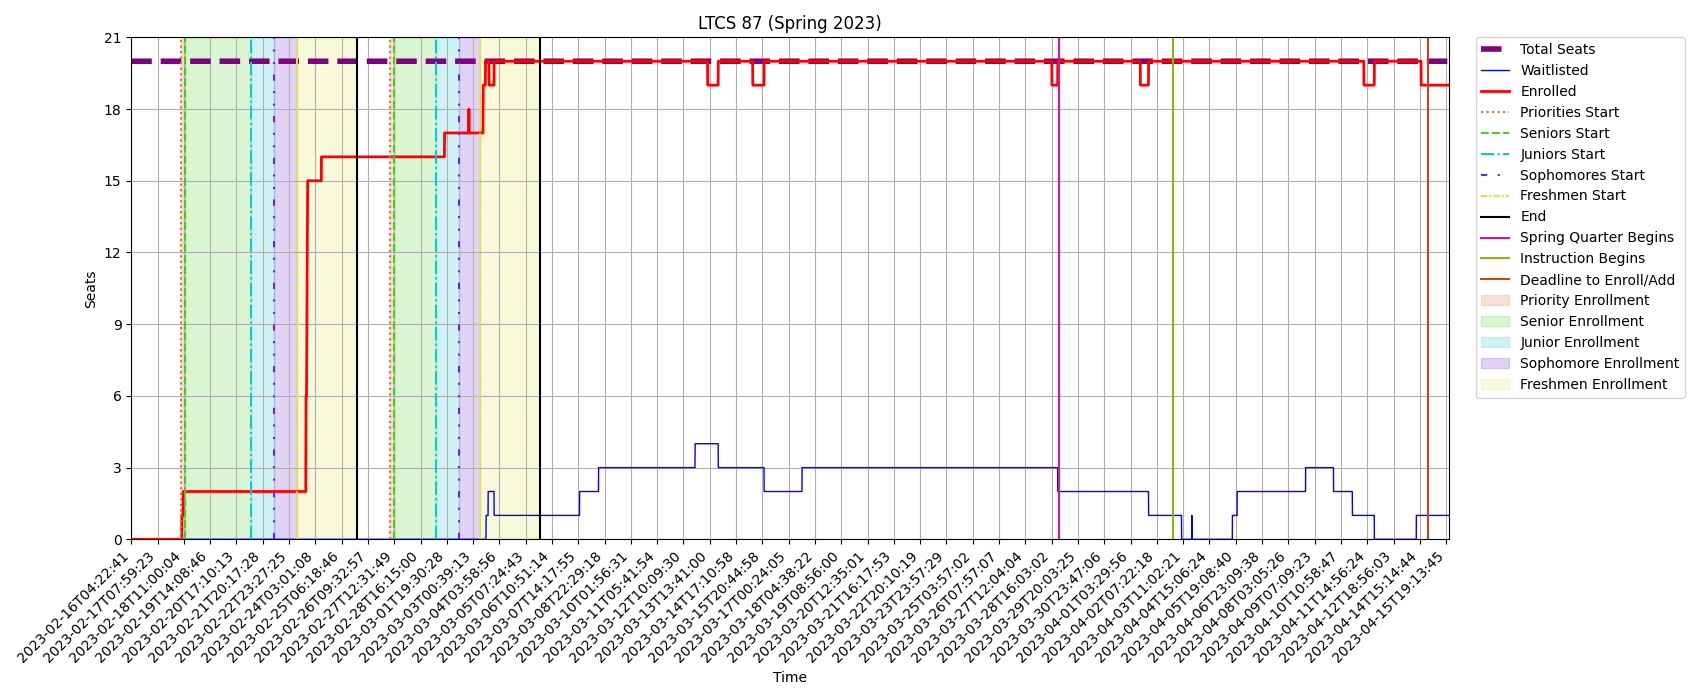 LTCS 87 (Spring 2023)
21
18
15
12
9
6
3
0
Seats
2023-02-16T04:22:41
2023-02-17T07:59:23
2023-02-18T11:00:04
2023-02-19T14:08:46
2023-02-20T17:10:13
2023-02-21T20:17:28
2023-02-22T23:27:25
2023-02-24T03:01:08
2023-02-25T06:18:46
2023-02-26T09:32:57
2023-02-27T12:31:49
2023-02-28T16:15:00
2023-03-01T19:30:28
2023-03-03T00:39:13
2023-03-04T03:58:56
2023-03-05T07:24:43
2023-03-06T10:51:14
2023-03-07T14:17:55
2023-03-08T22:29:18
2023-03-10T01:56:31
2023-03-11T05:41:54
2023-03-12T10:09:30
2023-03-13T13:41:00
2023-03-14T17:10:58
2023-03-15T20:44:58
2023-03-17T00:24:05
2023-03-18T04:38:22
2023-03-19T08:56:00
2023-03-20T12:35:01
2023-03-21T16:17:53
2023-03-22T20:10:19
2023-03-23T23:57:29
2023-03-25T03:57:02
2023-03-26T07:57:07
2023-03-27T12:04:04
2023-03-28T16:03:02
2023-03-29T20:03:25
2023-03-30T23:47:06
2023-04-01T03:29:56
2023-04-02T07:22:18
2023-04-03T11:02:21
2023-04-04T15:06:24
2023-04-05T19:08:40
2023-04-06T23:09:38
2023-04-08T03:05:26
2023-04-09T07:09:23
2023-04-10T10:58:47
2023-04-11T14:56:24
2023-04-12T18:56:03
2023-04-14T15:14:44
2023-04-15T19:13:45
Time
Total Seats
Waitlisted
Enrolled
Priorities Start
Seniors Start
Juniors Start
Sophomores Start
Freshmen Start
End
Spring Quarter Begins
Instruction Begins
Deadline to Enroll/Add
Priority Enrollment
Senior Enrollment
Junior Enrollment
Sophomore Enrollment
Freshmen Enrollment